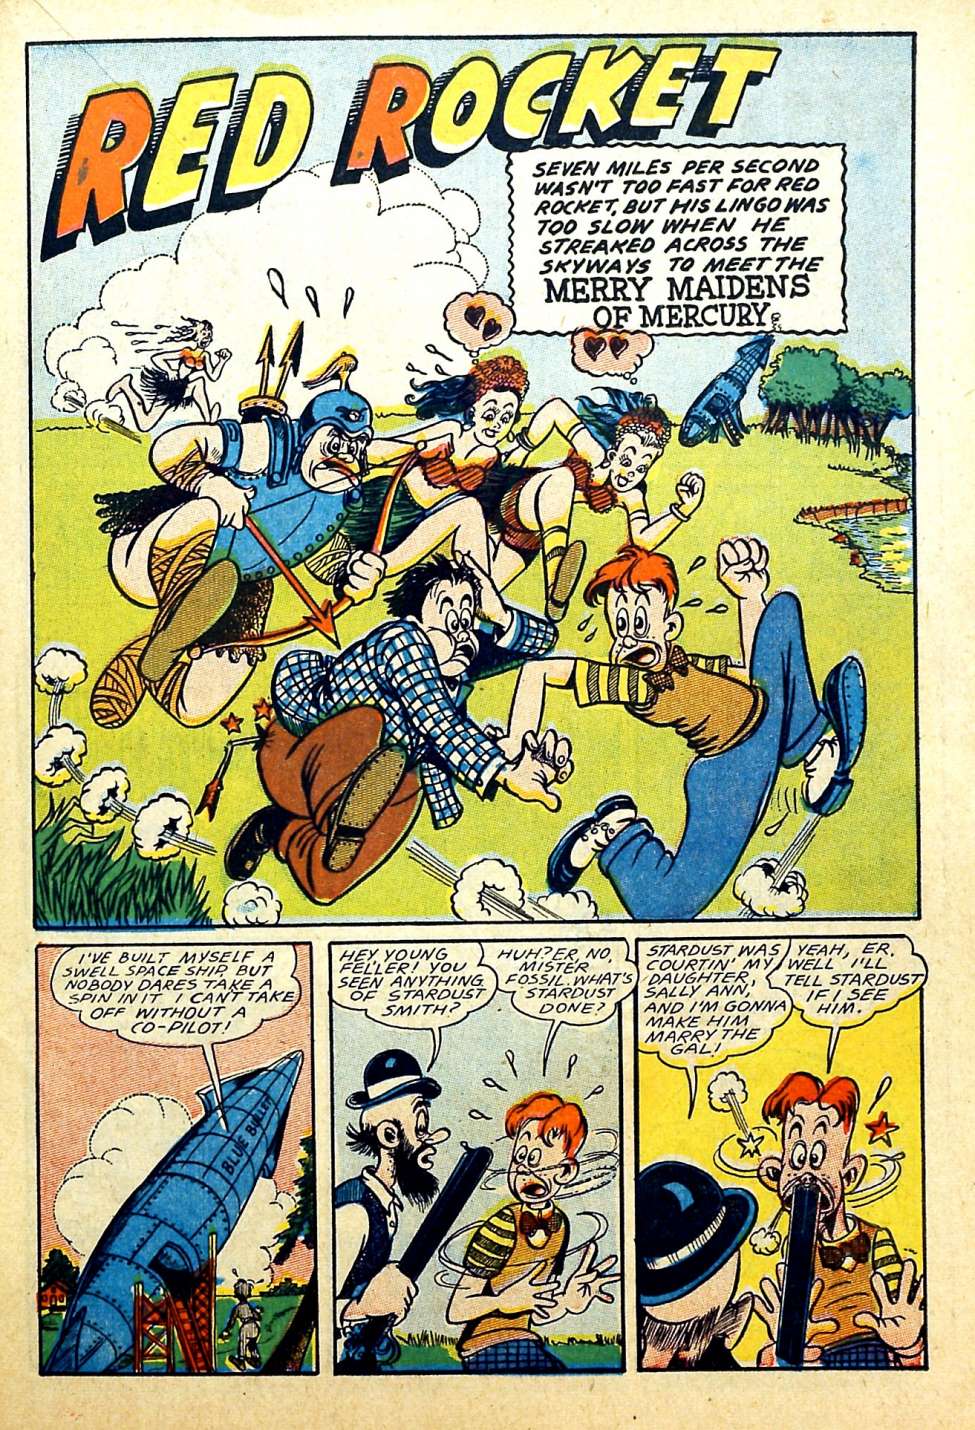 RED ROCKET
SEVEN MILES PER SECOND
WASN'T TOO FAST FOR RED
ROCKET, BUT HIS LINGO WAS
TOO SLOW WHEN HE
STREAKED ACROSS THE
SKYWAYS TO MEET THE
MERRY MAIDENS
OF MERCURY.
I'VE BUILT MYSELF A
SWELL SPACE SHIP, BUT
NOBODY DARES TAKE A
SPIN IN IT. I CAN'T TAKE
OFF WITHOUT A
CO-PILOT!
BLUE BULLET
HEY YOUNG
FELLER! YOU
SEEN ANYTHING
OF STARDUST
SMITH?
HUH? ER, NO,
MISTER
FOSSIL. WHAT'S
STARDUST
DONE?
STARDUST WAS
COURTIN' MY
DAUGHTER,
SALLY ANN,
AND I'M GONNA
MAKE HIM
MARRY THE
GAL!
YEAH, ER,
WELL I'LL
TELL STARDUST
IF I SEE
HIM.